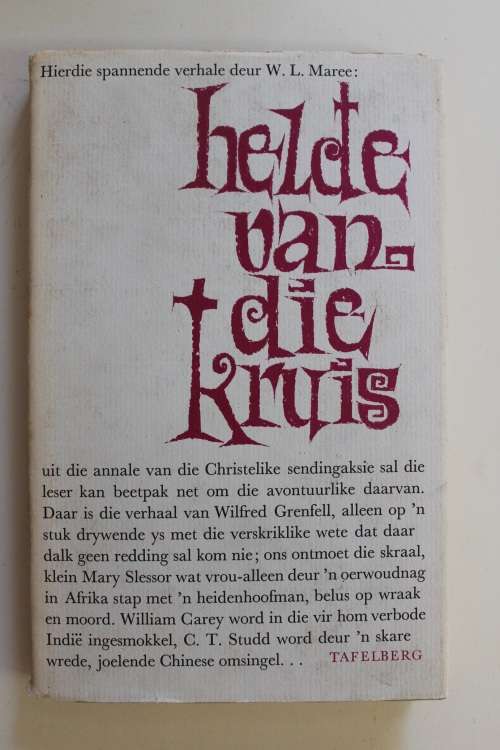 Hierdie spannende verhale deur W. L. Maree:
helde
van
die
kruis
uit die annale van die Christelike sendingaksie sal die
leser kan beetpak net om die avontuurlike daarvan.
Daar is die verhaal van Wilfred Grenfell, alleen op 'n
stuk drywende ys met die verskriklike wete dat daar
dalk geen redding sal kom nie; ons ontmoet die skraal,
klein Mary Slessor wat vrou-alleen deur 'n oerwoudnag
in Afrika stap met 'n heidenhoofman, belus op wraak
en moord. William Carey word in die vir hom verbode
Indië ingesmokkel, C. T. Studd word deur 'n skare
wrede, joelende Chinese omsingel. . . TAFELBERG